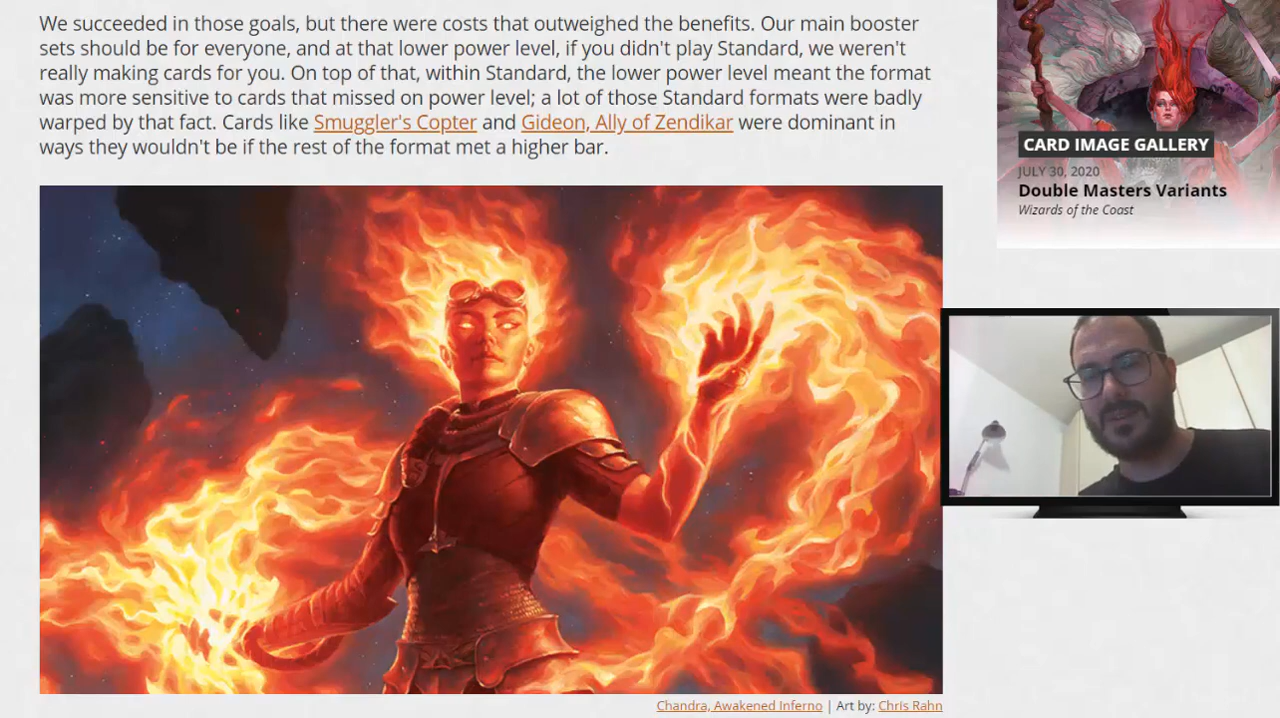 We succeeded in those goals, but there were costs that outweighed the benefits. Our main booster
sets should be for everyone, and at that lower power level, if you didn't play Standard, we weren't
really making cards for you. On top of that, within Standard, the lower power level meant the format
was more sensitive to cards that missed on power level; a lot of those Standard formats were badly
warped by that fact. Cards like Smuggler's Copter and Gideon, Ally of Zendikar were dominant in
ways they wouldn't be if the rest of the format met a higher bar.
CARD IMAGE GALLERY
JULY 30, 2020
Double Masters Variants
Wizards of the Coast
Chandra, Awakened Inferno | Art by: Chris Rahn